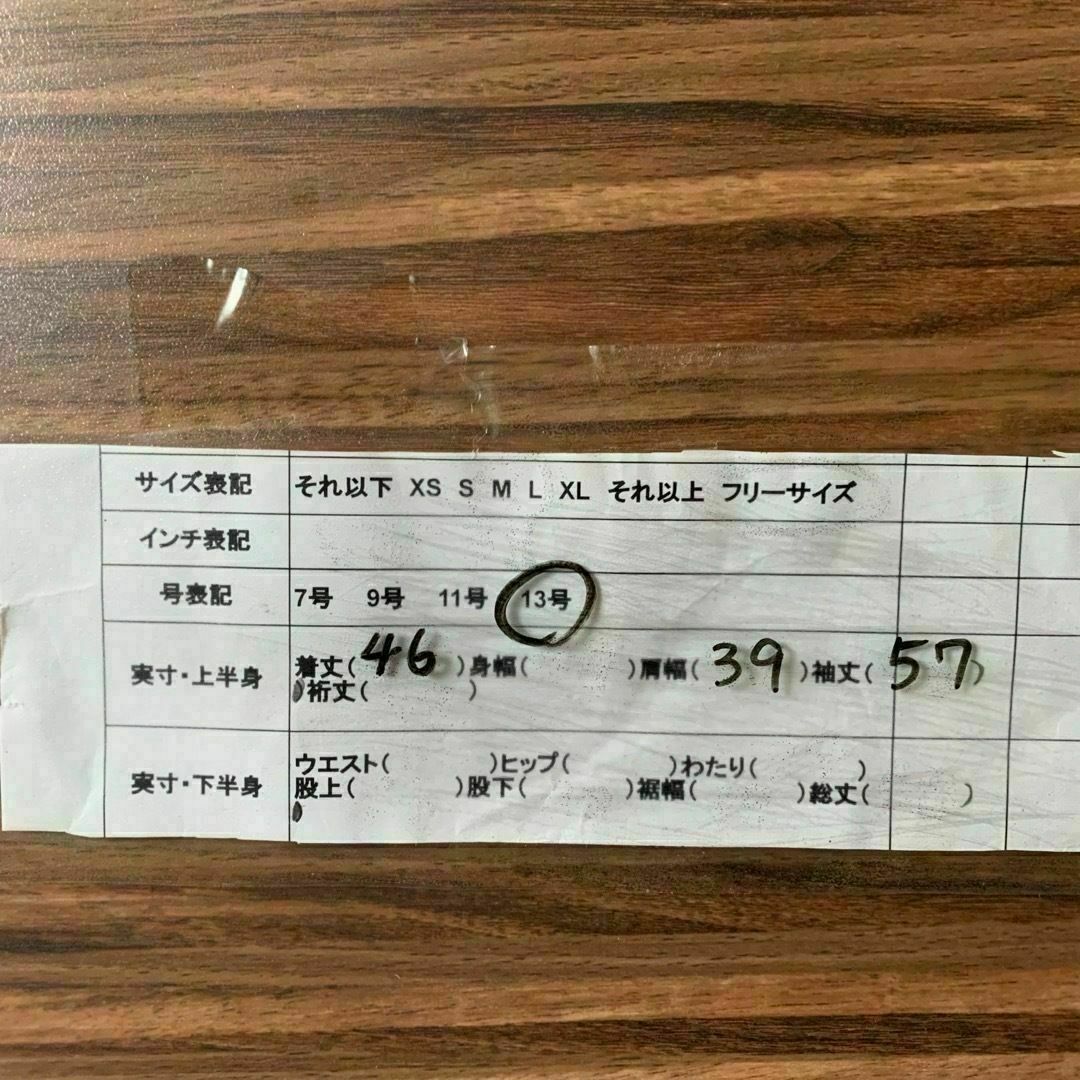 サイズ表記 それ以下 XS S M L XL それ以上 フリーサイズ
インチ表記
号表記 7号 9号 11号 13号
実寸・上半身 着丈( 46 )身幅( )肩幅( 39 )袖丈( 57 )
)裄丈( )
実寸・下半身 ウエスト( )ヒップ( )わたり( )
股上( )股下( )裾幅( )総丈( )
)